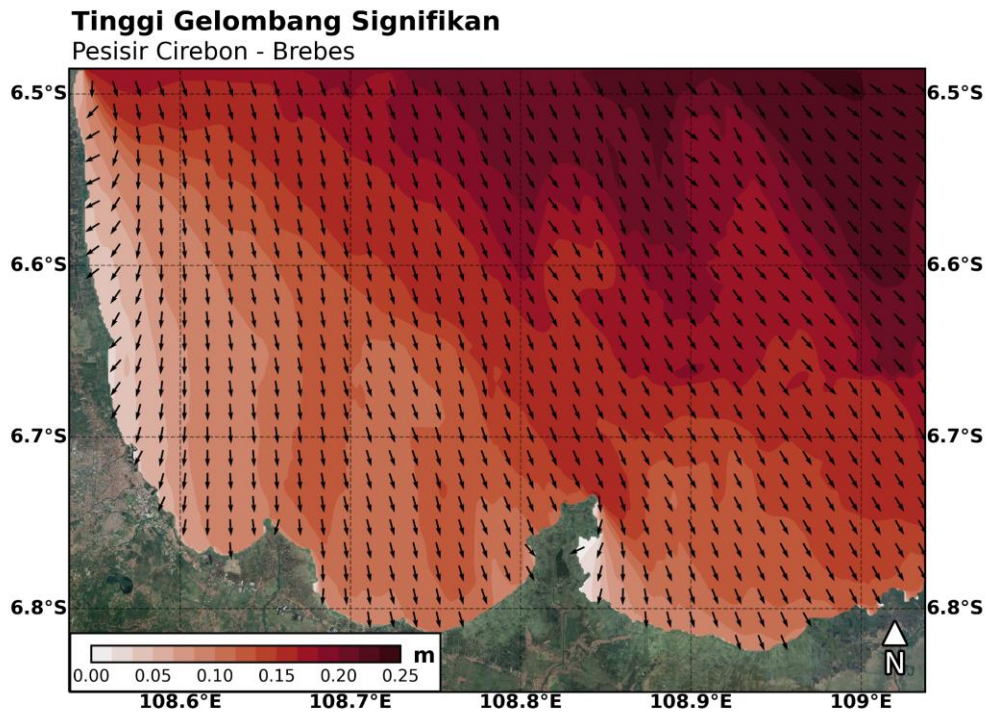 Tinggi Gelombang Signifikan
Pesisir Cirebon - Brebes
6.5°S 6.5°S
6.6°S 6.6°S
6.7°S 6.7°S
6.8°S 6.8°S
N
m
0.00 0.05 0.10 0.15 0.20 0.25
108.6°E 108.7°E 108.8°E 108.9°E 109°E